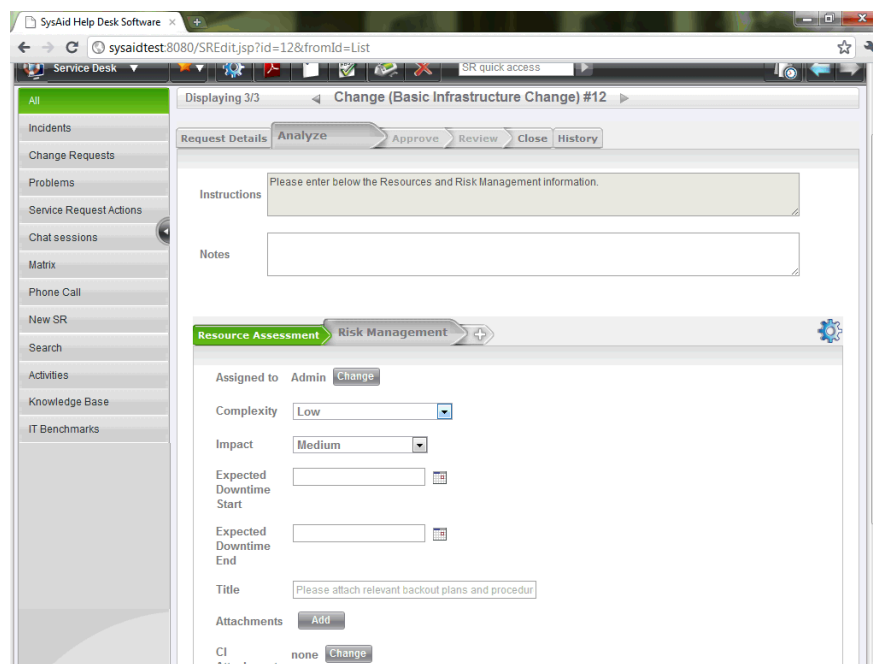 SysAid Help Desk Software
sysaidtest:8080/SREdit.jsp?id=12&fromId=List
Service Desk
SR quick access
All
Incidents
Change Requests
Problems
Service Request Actions
Chat sessions
Matrix
Phone Call
New SR
Search
Activities
Knowledge Base
IT Benchmarks
Displaying 3/3
Change (Basic Infrastructure Change) #12
Request Details Analyze Approve Review Close History
Instructions
Please enter below the Resources and Risk Management information.
Notes
Resource Assessment Risk Management
Assigned to Admin Change
Complexity Low
Impact Medium
Expected
Downtime
Start
Expected
Downtime
End
Title Please attach relevant backout plans and procedur
Attachments Add
CI none Change